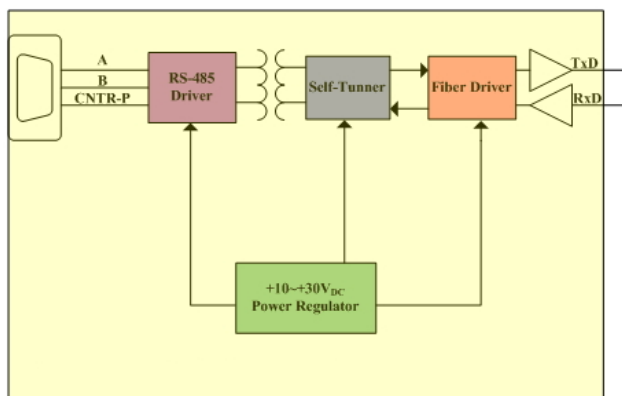 A
B
CNTR-P
RS-485
Driver
Self-Tunner
Fiber Driver
TxD
RxD
+10~+30VDC
Power Regulator